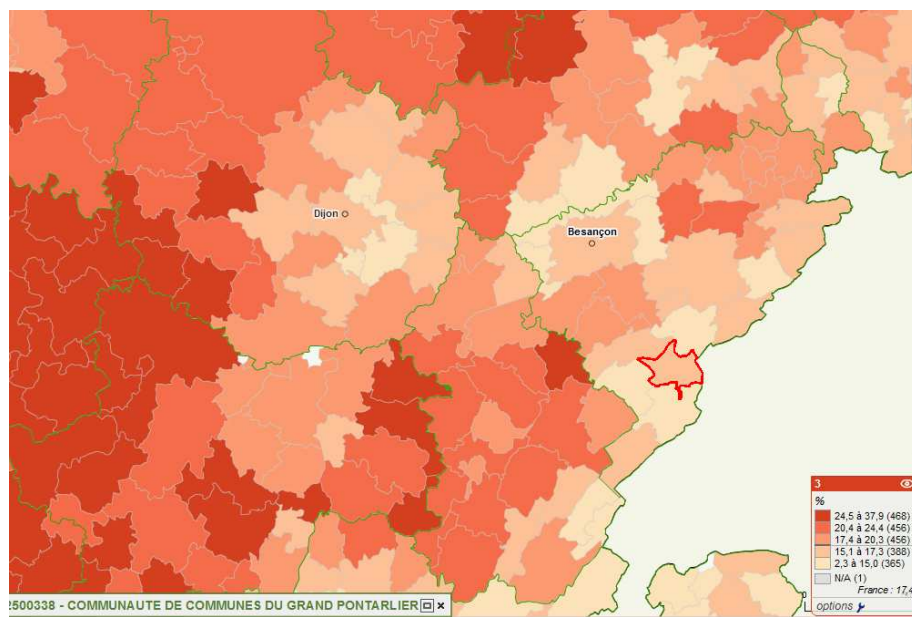 Dijon
Besançon
3
%
24,5 à 37,9 (468)
20,4 à 24,4 (456)
17,4 à 20,3 (456)
15,1 à 17,3 (388)
2,3 à 15,0 (365)
N/A (1)
France : 17,4
options
2500338 - COMMUNAUTE DE COMMUNES DU GRAND PONTARLIER